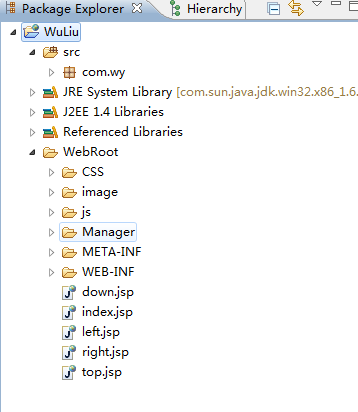 Package Explorer
Hierarchy
WuLiu
src
com.wy
JRE System Library [com.sun.java.jdk.win32.x86_1.6.
J2EE 1.4 Libraries
Referenced Libraries
WebRoot
CSS
image
js
Manager
META-INF
WEB-INF
down.jsp
index.jsp
left.jsp
right.jsp
top.jsp